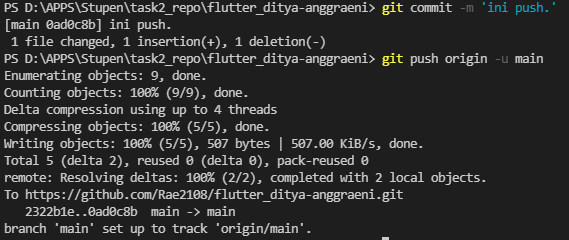 PS D:\APPS\Stupen\task2_repo\flutter_ditya-anggraeni> git commit -m 'ini push.'
[main 0ad0c8b] ini push.
 1 file changed, 1 insertion(+), 1 deletion(-)
PS D:\APPS\Stupen\task2_repo\flutter_ditya-anggraeni> git push origin -u main
Enumerating objects: 9, done.
Counting objects: 100% (9/9), done.
Delta compression using up to 4 threads
Compressing objects: 100% (5/5), done.
Writing objects: 100% (5/5), 507 bytes | 507.00 KiB/s, done.
Total 5 (delta 2), reused 0 (delta 0), pack-reused 0
remote: Resolving deltas: 100% (2/2), completed with 2 local objects.
To https://github.com/Rae2108/flutter_ditya-anggraeni.git
   2322b1e..0ad0c8b  main -> main
branch 'main' set up to track 'origin/main'.